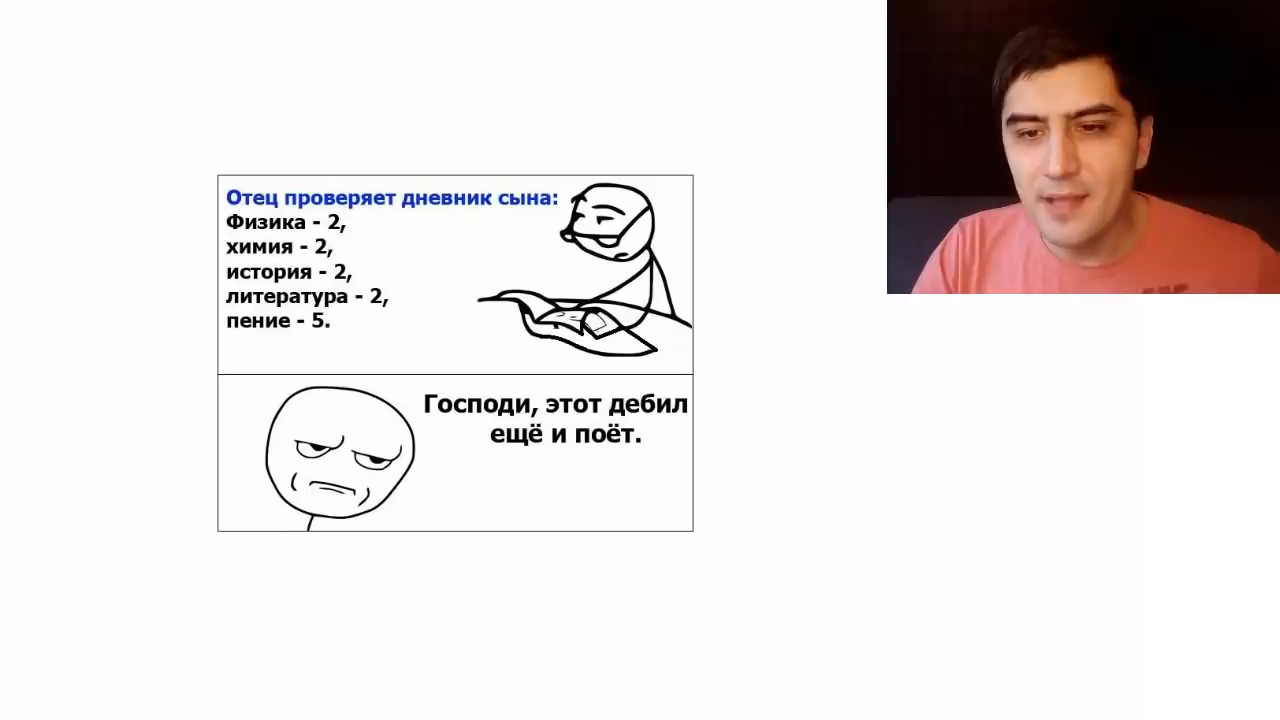 Отец проверяет дневник сына:
Физика - 2,
химия - 2,
история - 2,
литература - 2,
пение - 5.
Господи, этот дебил
ещё и поёт.